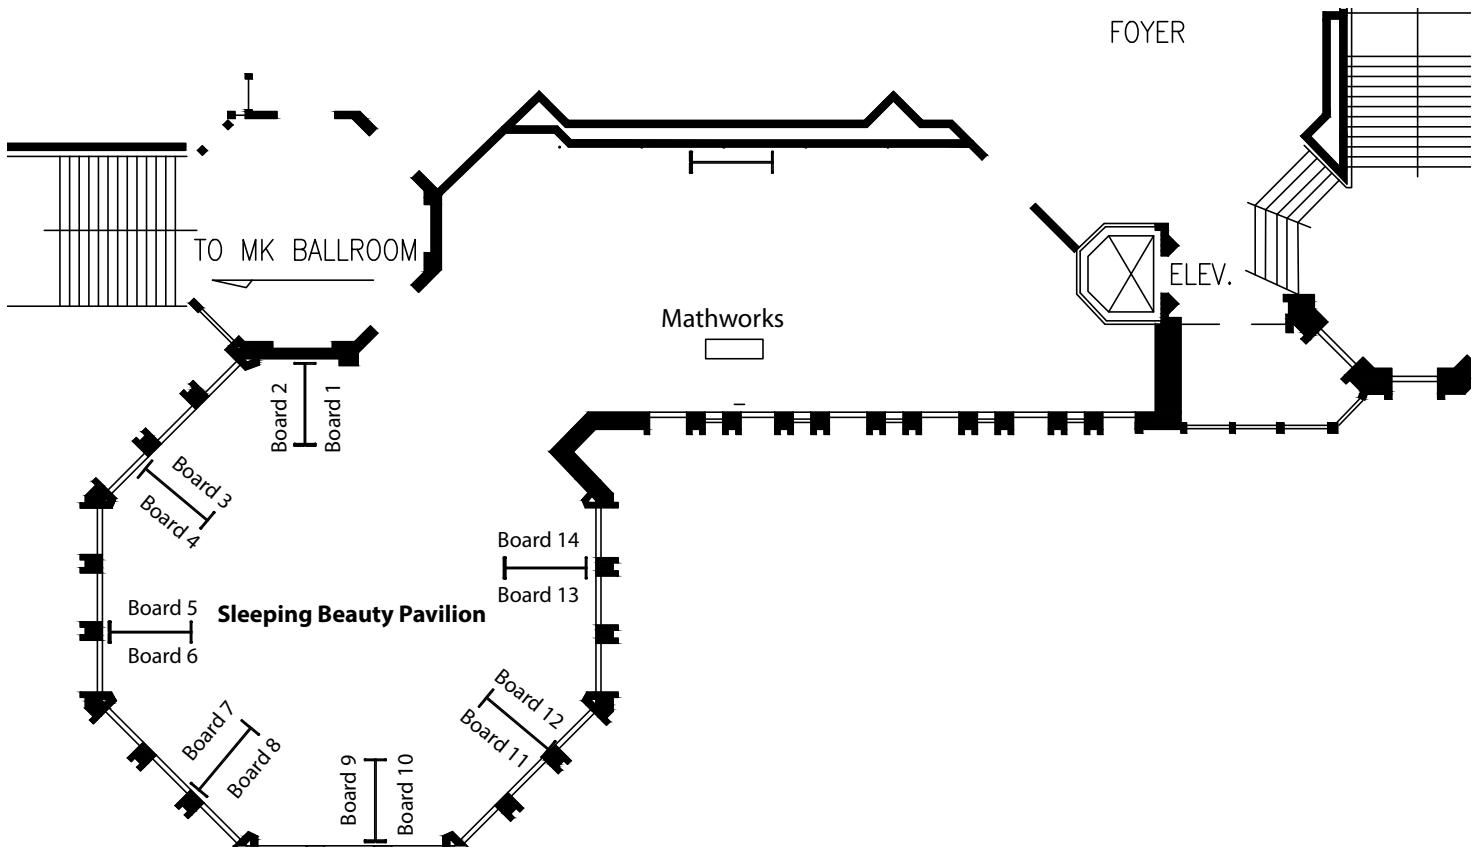 FOYER
TO MK BALLROOM
ELEV.
Mathworks
Board 2
Board 1
Board 3
Board 4
Board 14
Board 13
Board 5
Sleeping Beauty Pavilion
Board 6
Board 12
Board 11
Board 7
Board 8
Board 9
Board 10